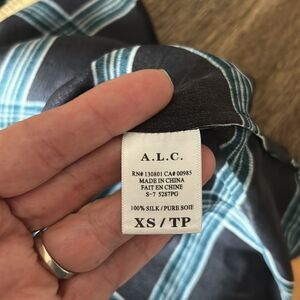 A.L.C.
RN# 130801 CA# 00985
MADE IN CHINA
FAIT EN CHINE
S-7 5287PG
100% SILK / PURE SOIE
XS / TP